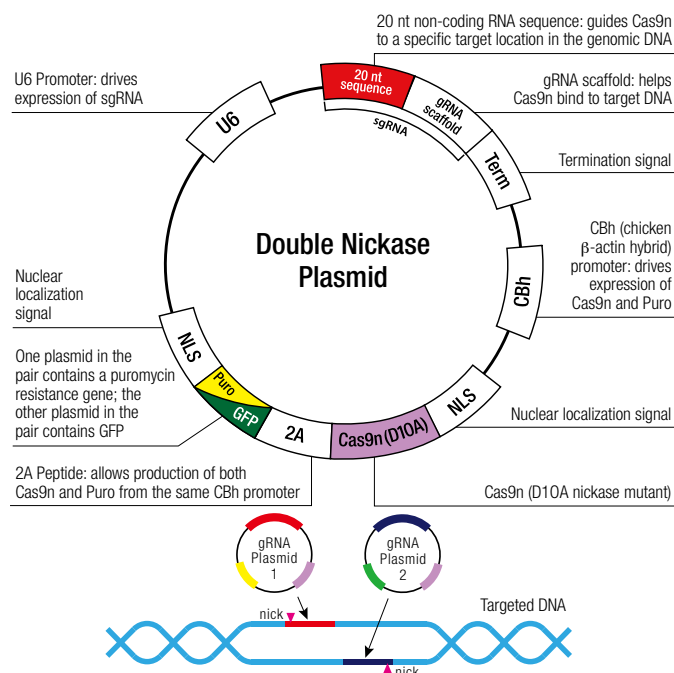 20 nt non-coding RNA sequence: guides Cas9n
to a specific target location in the genomic DNA
U6 Promoter: drives
expression of sgRNA
20 nt
sequence
gRNA
scaffold
gRNA scaffold: helps
Cas9n bind to target DNA
U6
sgRNA
Term
Termination signal
Double Nickase
Plasmid
CBh (chicken
β-actin hybrid)
promoter: drives
expression of
Cas9n and Puro
CBh
Nuclear
localization
signal
NLS
One plasmid in the
pair contains a puromycin
resistance gene; the
other plasmid in the
pair contains GFP
Puro
GFP
2A
Cas9n (D10A)
NLS
Nuclear localization signal
2A Peptide: allows production of both
Cas9n and Puro from the same CBh promoter
Cas9n (D10A nickase mutant)
gRNA
Plasmid
1
gRNA
Plasmid
2
Targeted DNA
nick
nick